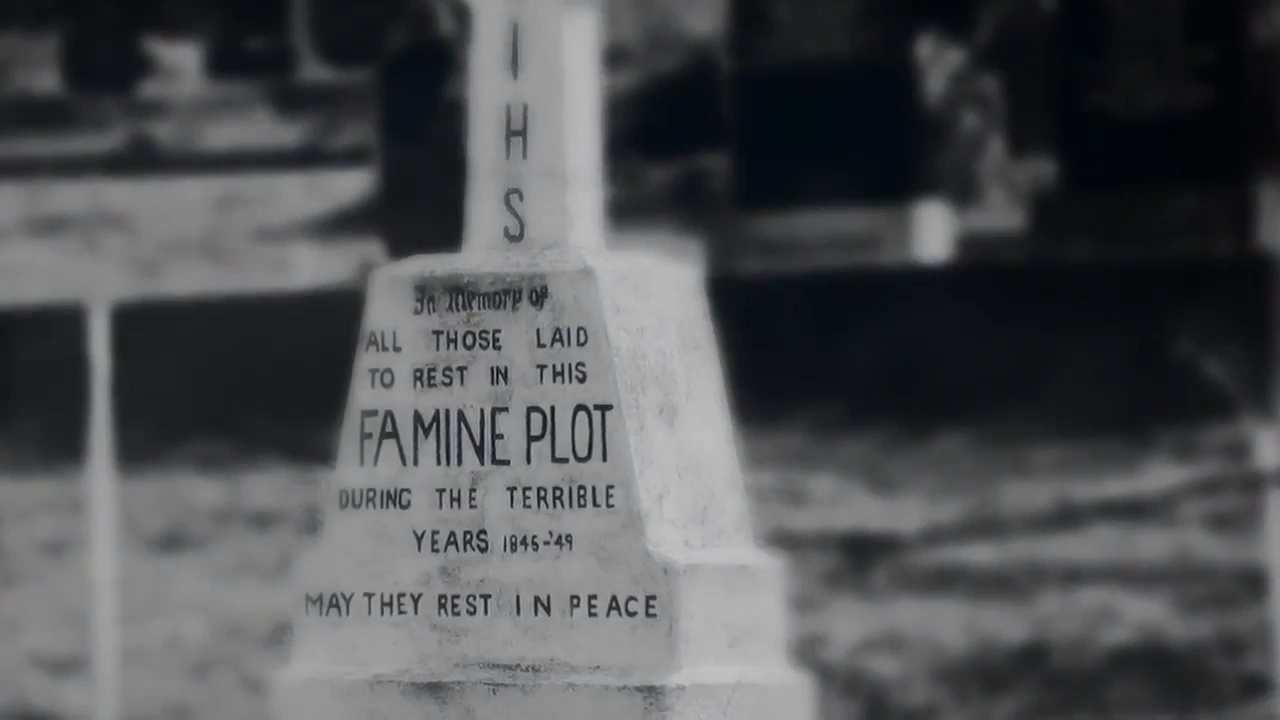 I
H
S
In Memory of
ALL THOSE LAID
TO REST IN THIS
FAMINE PLOT
DURING THE TERRIBLE
YEARS 1845-'49
MAY THEY REST IN PEACE